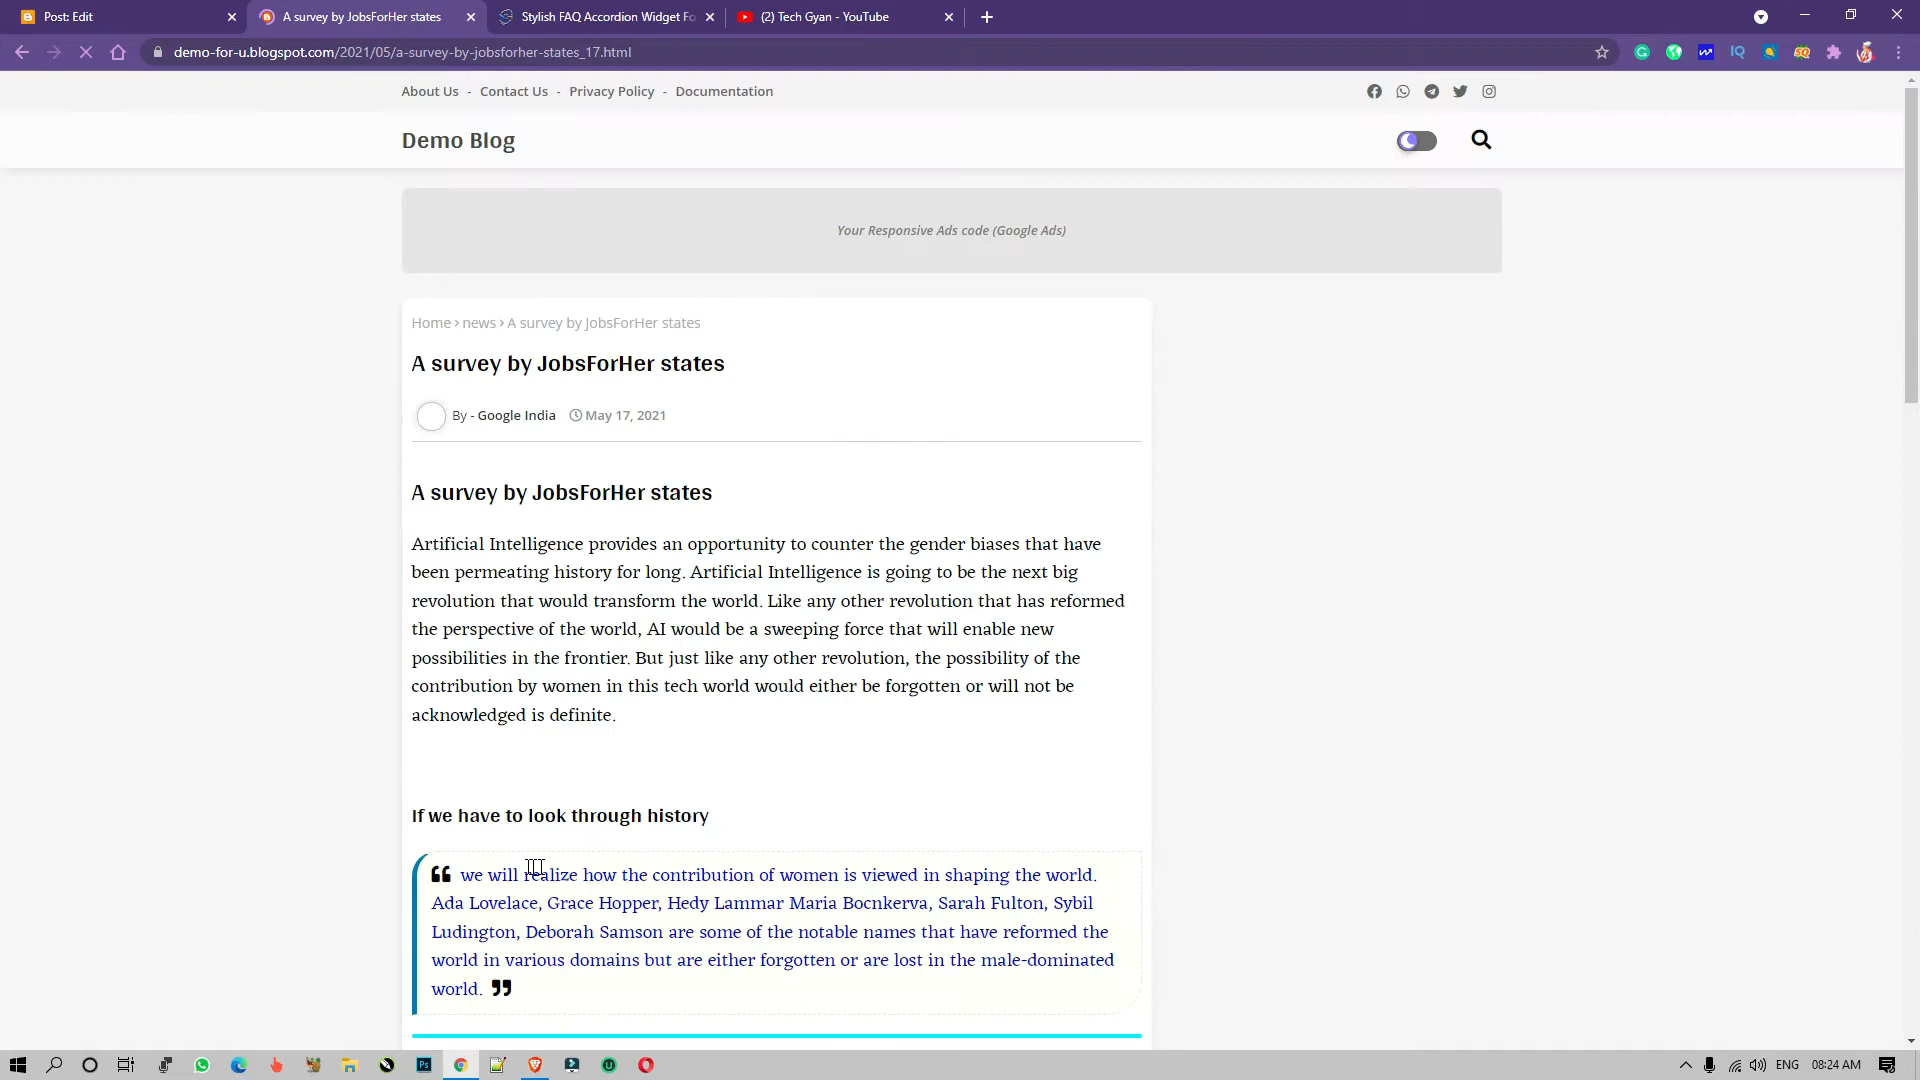 Post: Edit
A survey by JobsForHer states
Stylish FAQ Accordion Widget Fo
(2) Tech Gyan - YouTube
demo-for-u.blogspot.com/2021/05/a-survey-by-jobsforher-states_17.html
About Us - Contact Us - Privacy Policy - Documentation
Demo Blog
Your Responsive Ads code (Google Ads)
Home › news › A survey by JobsForHer states
A survey by JobsForHer states
By - Google India May 17, 2021
A survey by JobsForHer states
Artificial Intelligence provides an opportunity to counter the gender biases that have
been permeating history for long. Artificial Intelligence is going to be the next big
revolution that would transform the world. Like any other revolution that has reformed
the perspective of the world, AI would be a sweeping force that will enable new
possibilities in the frontier. But just like any other revolution, the possibility of the
contribution by women in this tech world would either be forgotten or will not be
acknowledged is definite.
If we have to look through history
“ we will realize how the contribution of women is viewed in shaping the world.
Ada Lovelace, Grace Hopper, Hedy Lammar Maria Bocnkerva, Sarah Fulton, Sybil
Ludington, Deborah Samson are some of the notable names that have reformed the
world in various domains but are either forgotten or are lost in the male-dominated
world. ”
ENG 08:24 AM